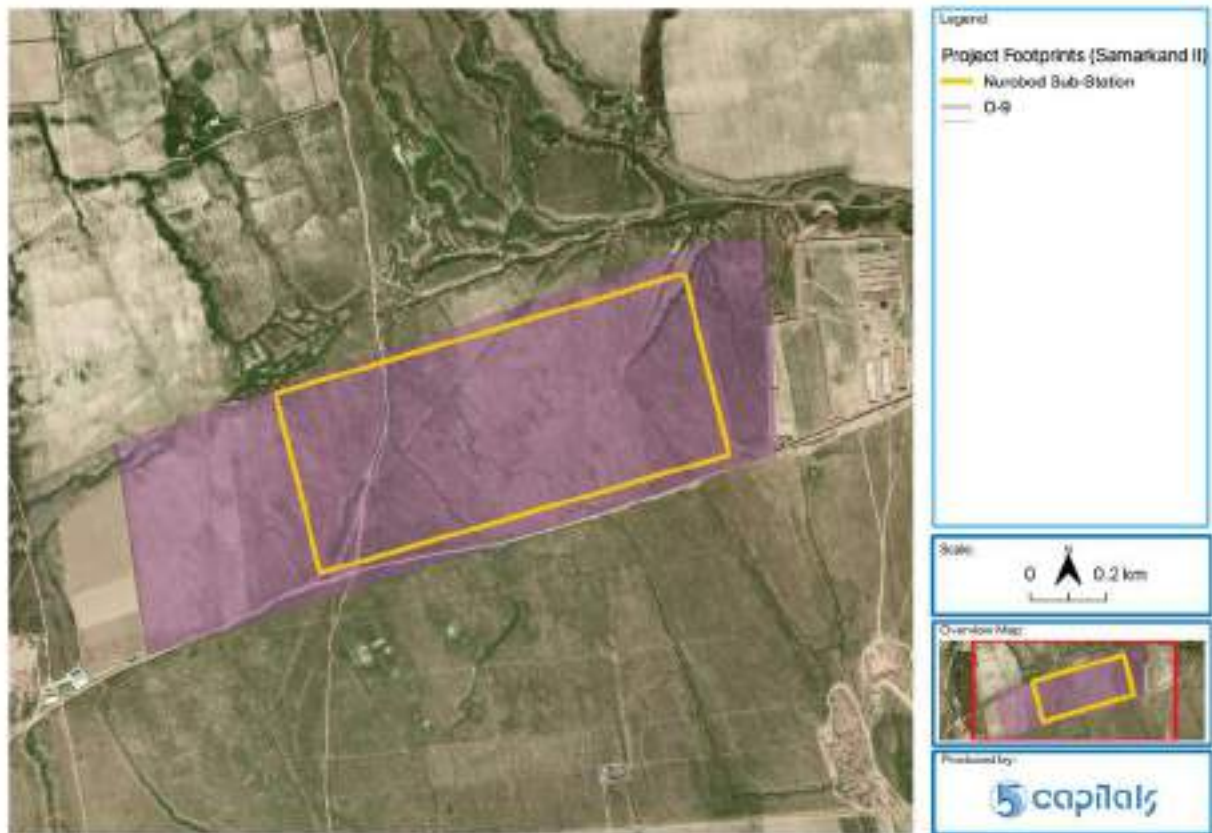 Legend
Project Footprints (Samarkand II)
Nurobod Sub-Station
O-9
Scale:
N
0 0.2 km
Overview Map:
Produced by:
5 capitals